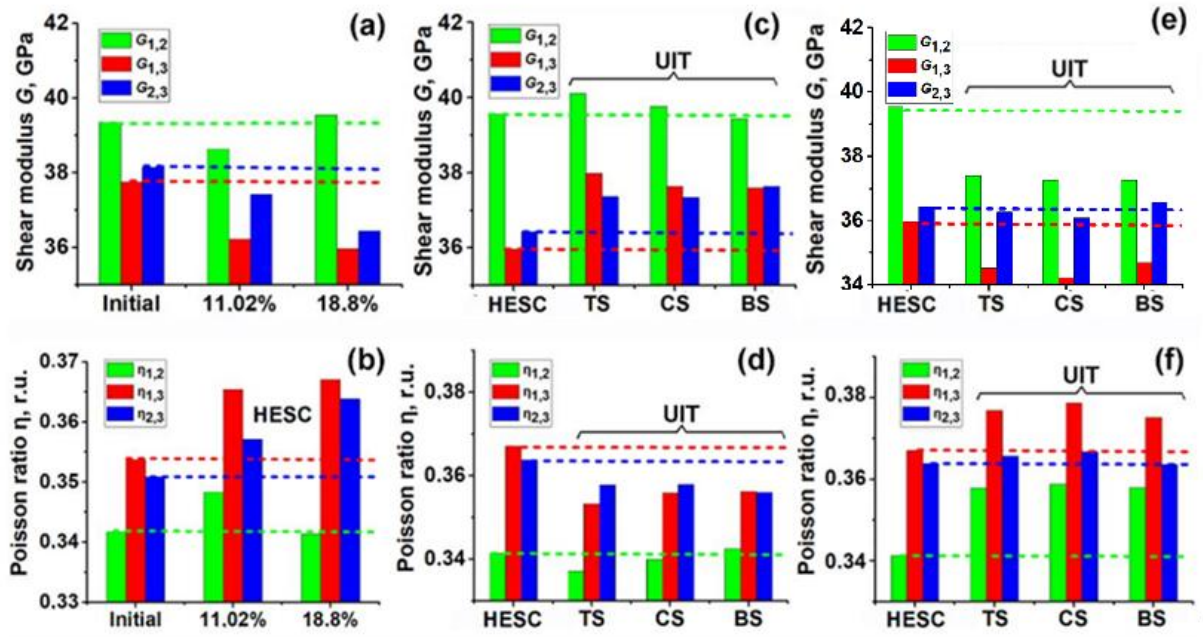 (a)
Shear modulus G, GPa
42
40
38
36
G1,2
G1,3
G2,3
Initial 11.02% 18.8%
(c)
Shear modulus G, GPa
42
40
38
36
G1,2
G1,3
G2,3
UIT
HESC TS CS BS
(e)
Shear modulus G, GPa
42
40
38
36
34
G1,2
G1,3
G2,3
UIT
HESC TS CS BS
(b)
Poisson ratio η, r.u.
0.37
0.36
0.35
0.34
0.33
η1,2
η1,3
η2,3
HESC
Initial 11.02% 18.8%
(d)
Poisson ratio η, r.u.
0.38
0.36
0.34
η1,2
η1,3
η2,3
UIT
HESC TS CS BS
(f)
Poisson ratio η, r.u.
0.38
0.36
0.34
η1,2
η1,3
η2,3
UIT
HESC TS CS BS